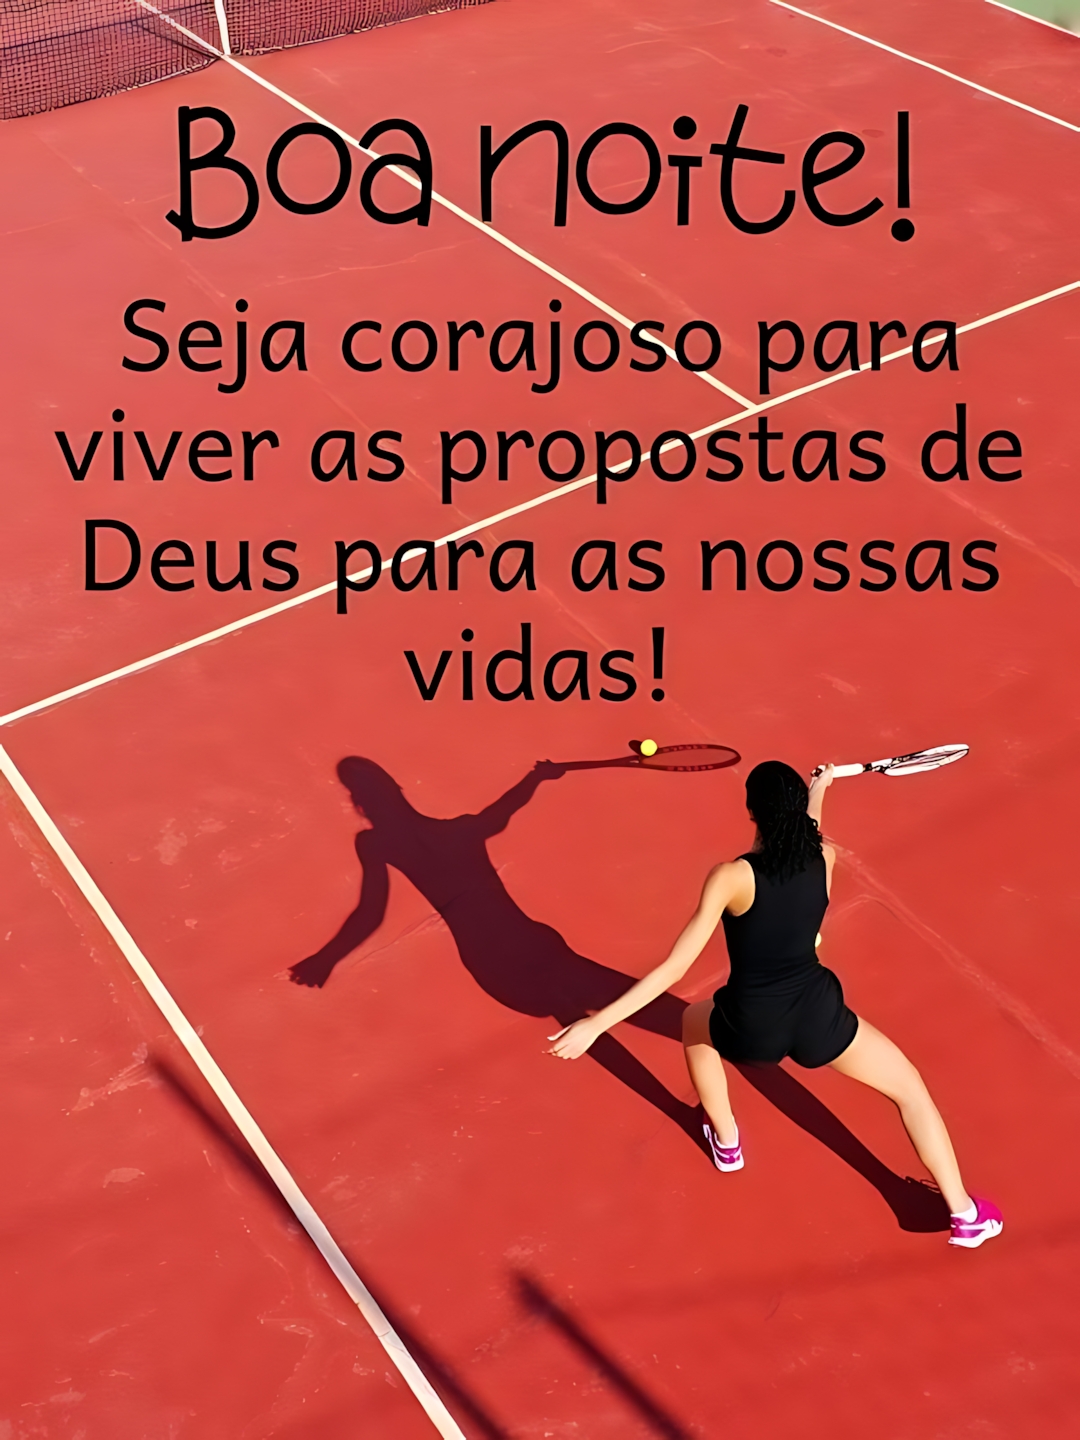 Boa noite!
Seja corajoso para
viver as propostas de
Deus para as nossas
vidas!